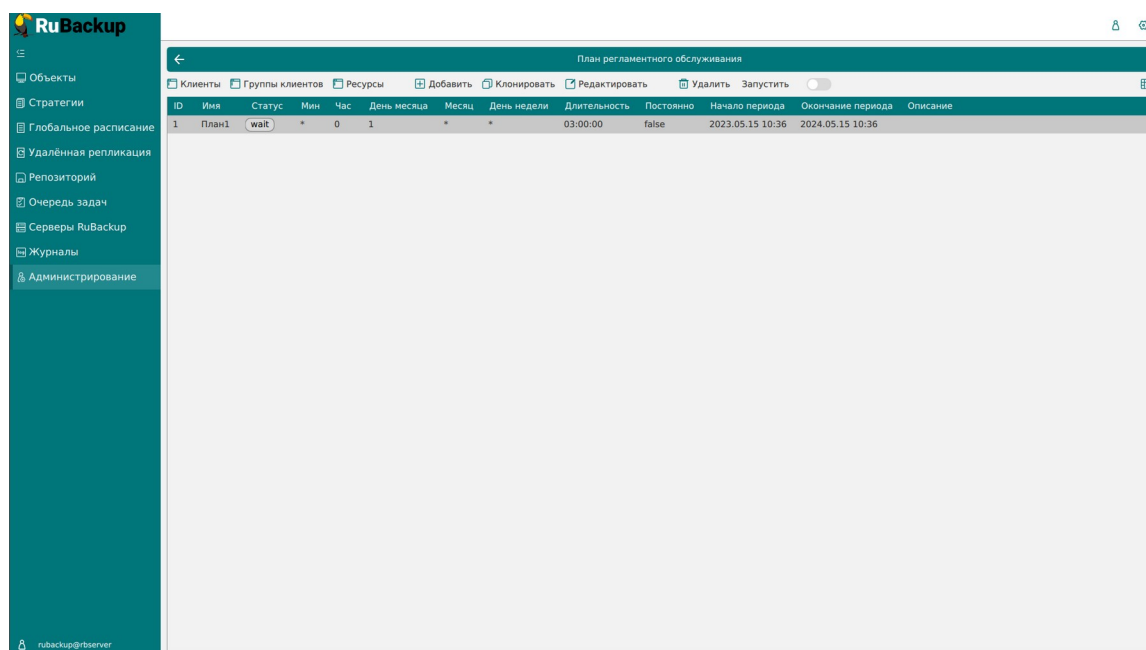 RuBackup
План регламентного обслуживания
Объекты
Стратегии
Глобальное расписание
Удалённая репликация
Репозиторий
Очередь задач
Серверы RuBackup
Журналы
Администрирование
Клиенты Группы клиентов Ресурсы Добавить Клонировать Редактировать Удалить Запустить
ID Имя Статус Мин Час День месяца Месяц День недели Длительность Постоянно Начало периода Окончание периода Описание
1 План1 wait * 0 1 * * 03:00:00 false 2023.05.15 10:36 2024.05.15 10:36
rubackup@rbserver